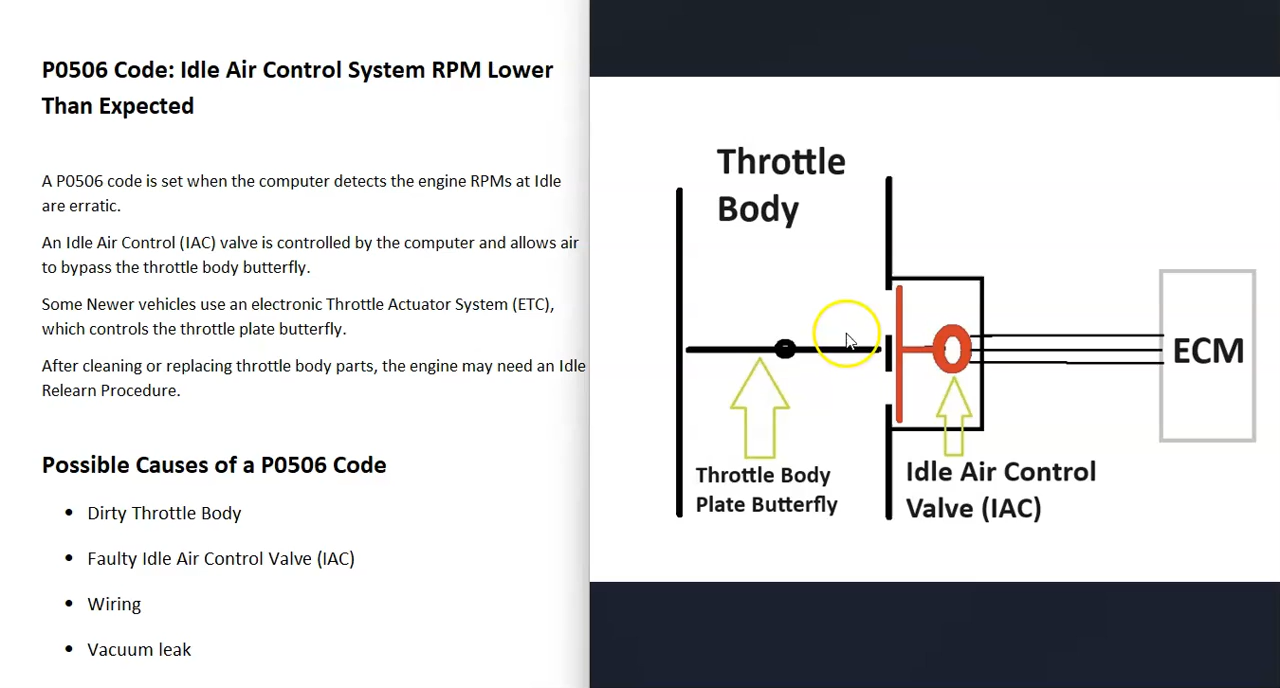 P0506 Code: Idle Air Control System RPM Lower
Than Expected
A P0506 code is set when the computer detects the engine RPMs at Idle
are erratic.
An Idle Air Control (IAC) valve is controlled by the computer and allows air
to bypass the throttle body butterfly.
Some Newer vehicles use an electronic Throttle Actuator System (ETC),
which controls the throttle plate butterfly.
After cleaning or replacing throttle body parts, the engine may need an Idle
Relearn Procedure.
Possible Causes of a P0506 Code
• Dirty Throttle Body
• Faulty Idle Air Control Valve (IAC)
• Wiring
• Vacuum leak
Throttle
Body
ECM
Throttle Body
Plate Butterfly
Idle Air Control
Valve (IAC)